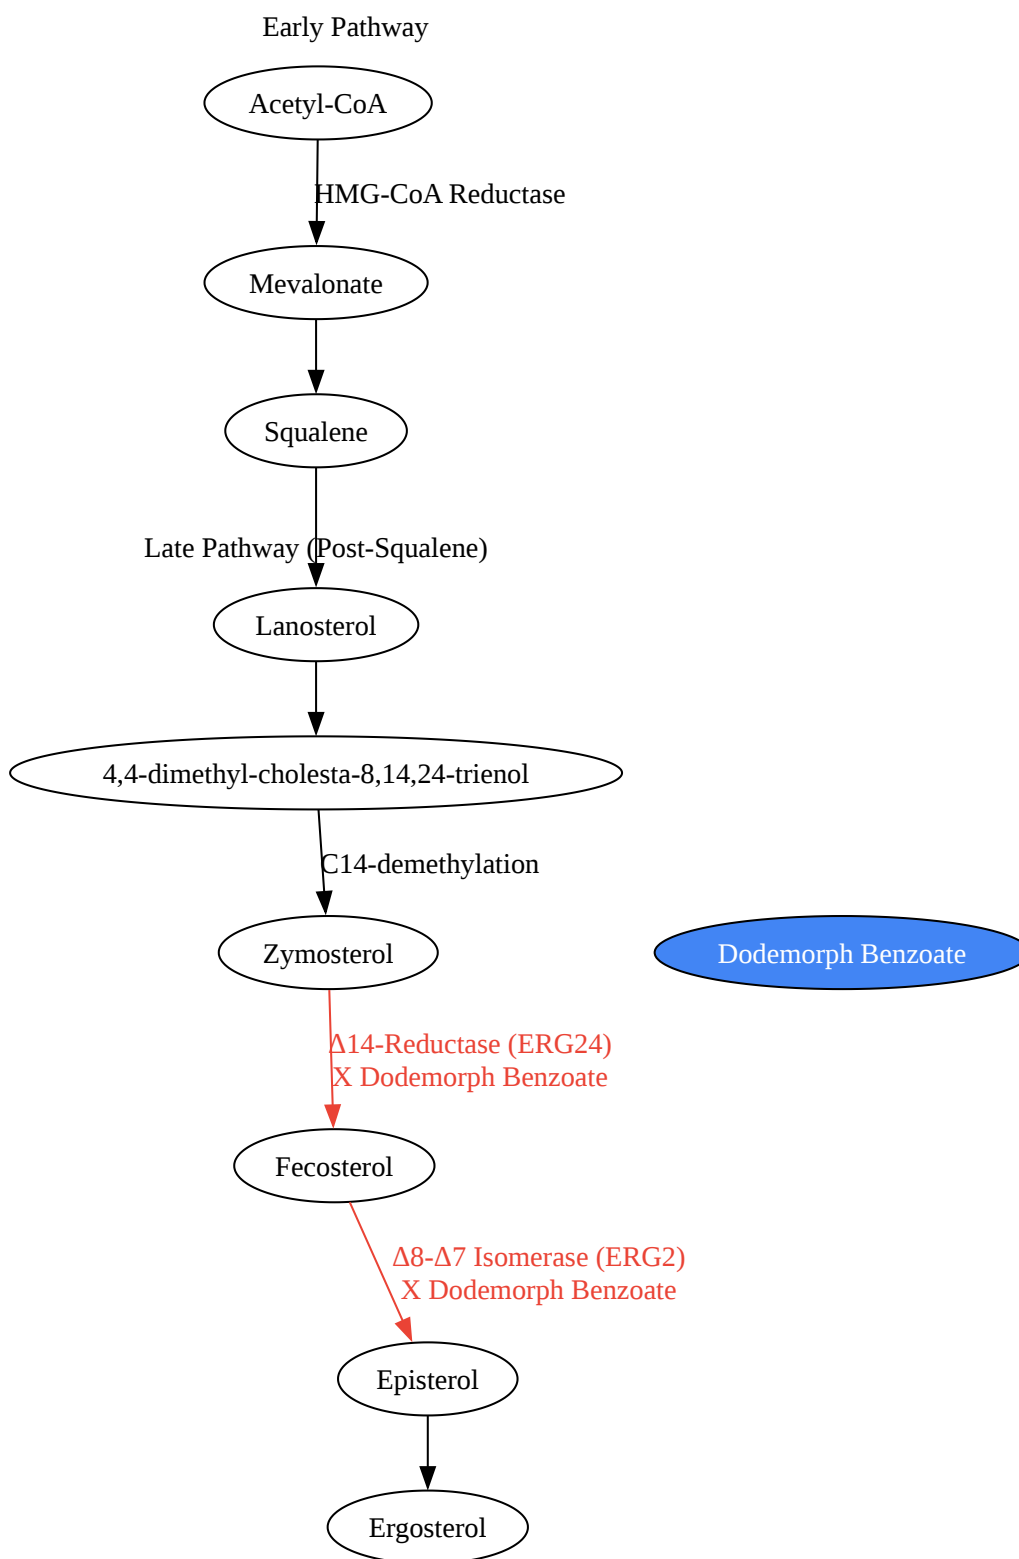 Early Pathway
Acetyl-CoA
HMG-CoA Reductase
Mevalonate
Squalene
Late Pathway (Post-Squalene)
Lanosterol
4,4-dimethyl-cholesta-8,14,24-trienol
C14-demethylation
Zymosterol
Dodemorph Benzoate
Δ14-Reductase (ERG24)
X Dodemorph Benzoate
Fecosterol
Δ8-Δ7 Isomerase (ERG2)
X Dodemorph Benzoate
Episterol
Ergosterol